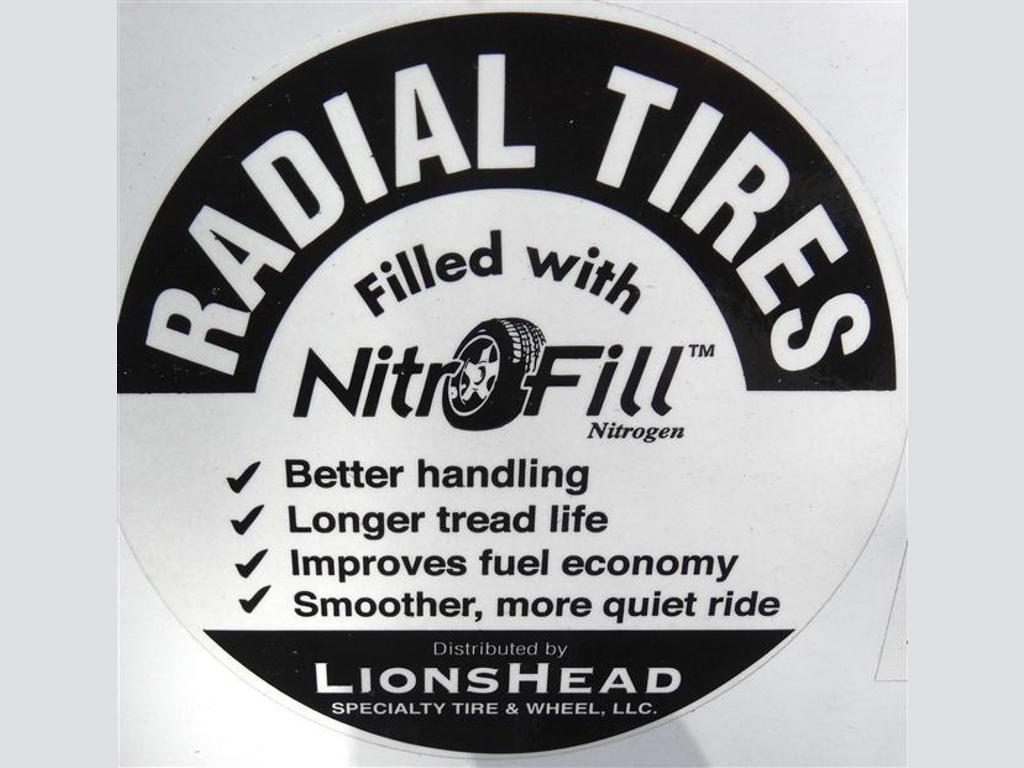 RADIAL TIRES
Filled with
NitroFill™
Nitrogen
Better handling
Longer tread life
Improves fuel economy
Smoother, more quiet ride
Distributed by
LIONSHEAD
SPECIALTY TIRE & WHEEL, LLC.